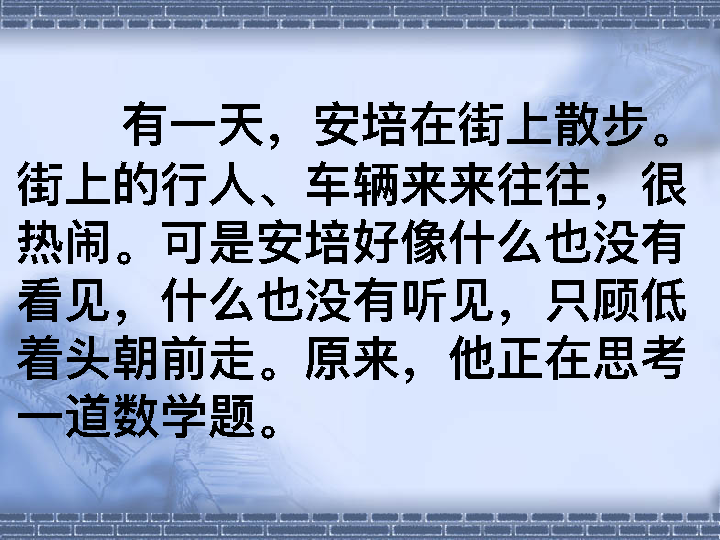 有一天，安培在街上散步。
街上的行人、车辆来来往往，很
热闹。可是安培好像什么也没有
看见，什么也没有听见，只顾低
着头朝前走。原来，他正在思考
一道数学题。